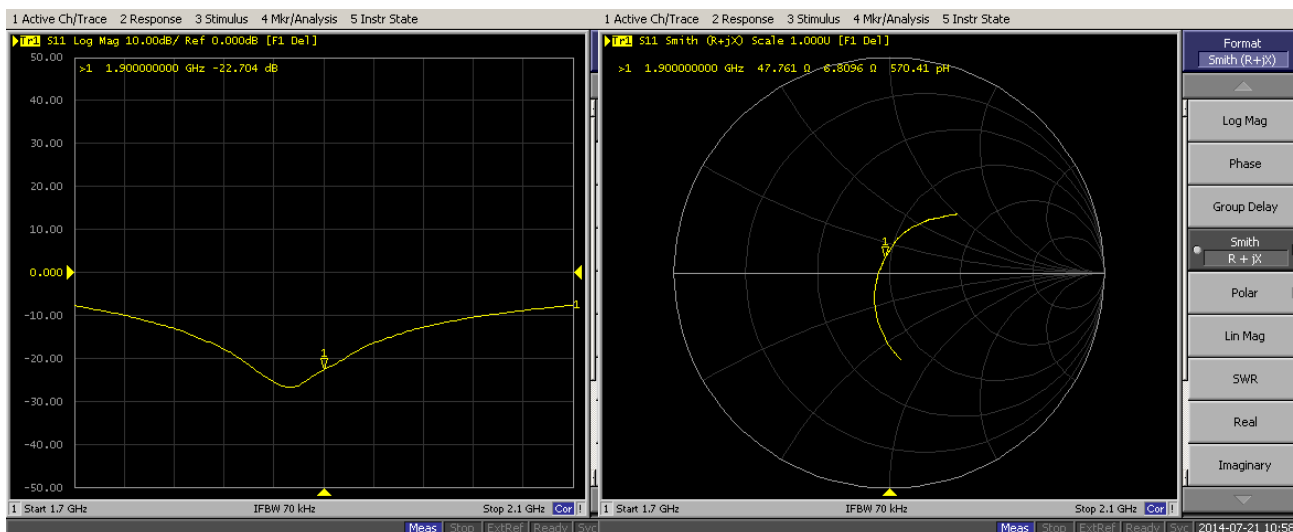 1 Active Ch/Trace 2 Response 3 Stimulus 4 Mkr/Analysis 5 Instr State
Tr1 S11 Log Mag 10.00dB/ Ref 0.000dB [F1 Del]
50.00
>1 1.900000000 GHz -22.704 dB
40.00
30.00
20.00
10.00
0.000
-10.00
-20.00
-30.00
-40.00
-50.00
1
1
1 Start 1.7 GHz IFBW 70 kHz Stop 2.1 GHz Cor !
Meas Stop ExtRef Ready Svc
1 Active Ch/Trace 2 Response 3 Stimulus 4 Mkr/Analysis 5 Instr State
Tr1 S11 Smith (R+jX) Scale 1.000U [F1 Del]
>1 1.900000000 GHz 47.761 Ω 6.8096 Ω 570.41 pH
1
1 Start 1.7 GHz IFBW 70 kHz Stop 2.1 GHz Cor !
Meas Stop ExtRef Ready Svc 2014-07-21 10:56
Format
Smith (R+jX)
Log Mag
Phase
Group Delay
Smith
R + jX
Polar
Lin Mag
SWR
Real
Imaginary